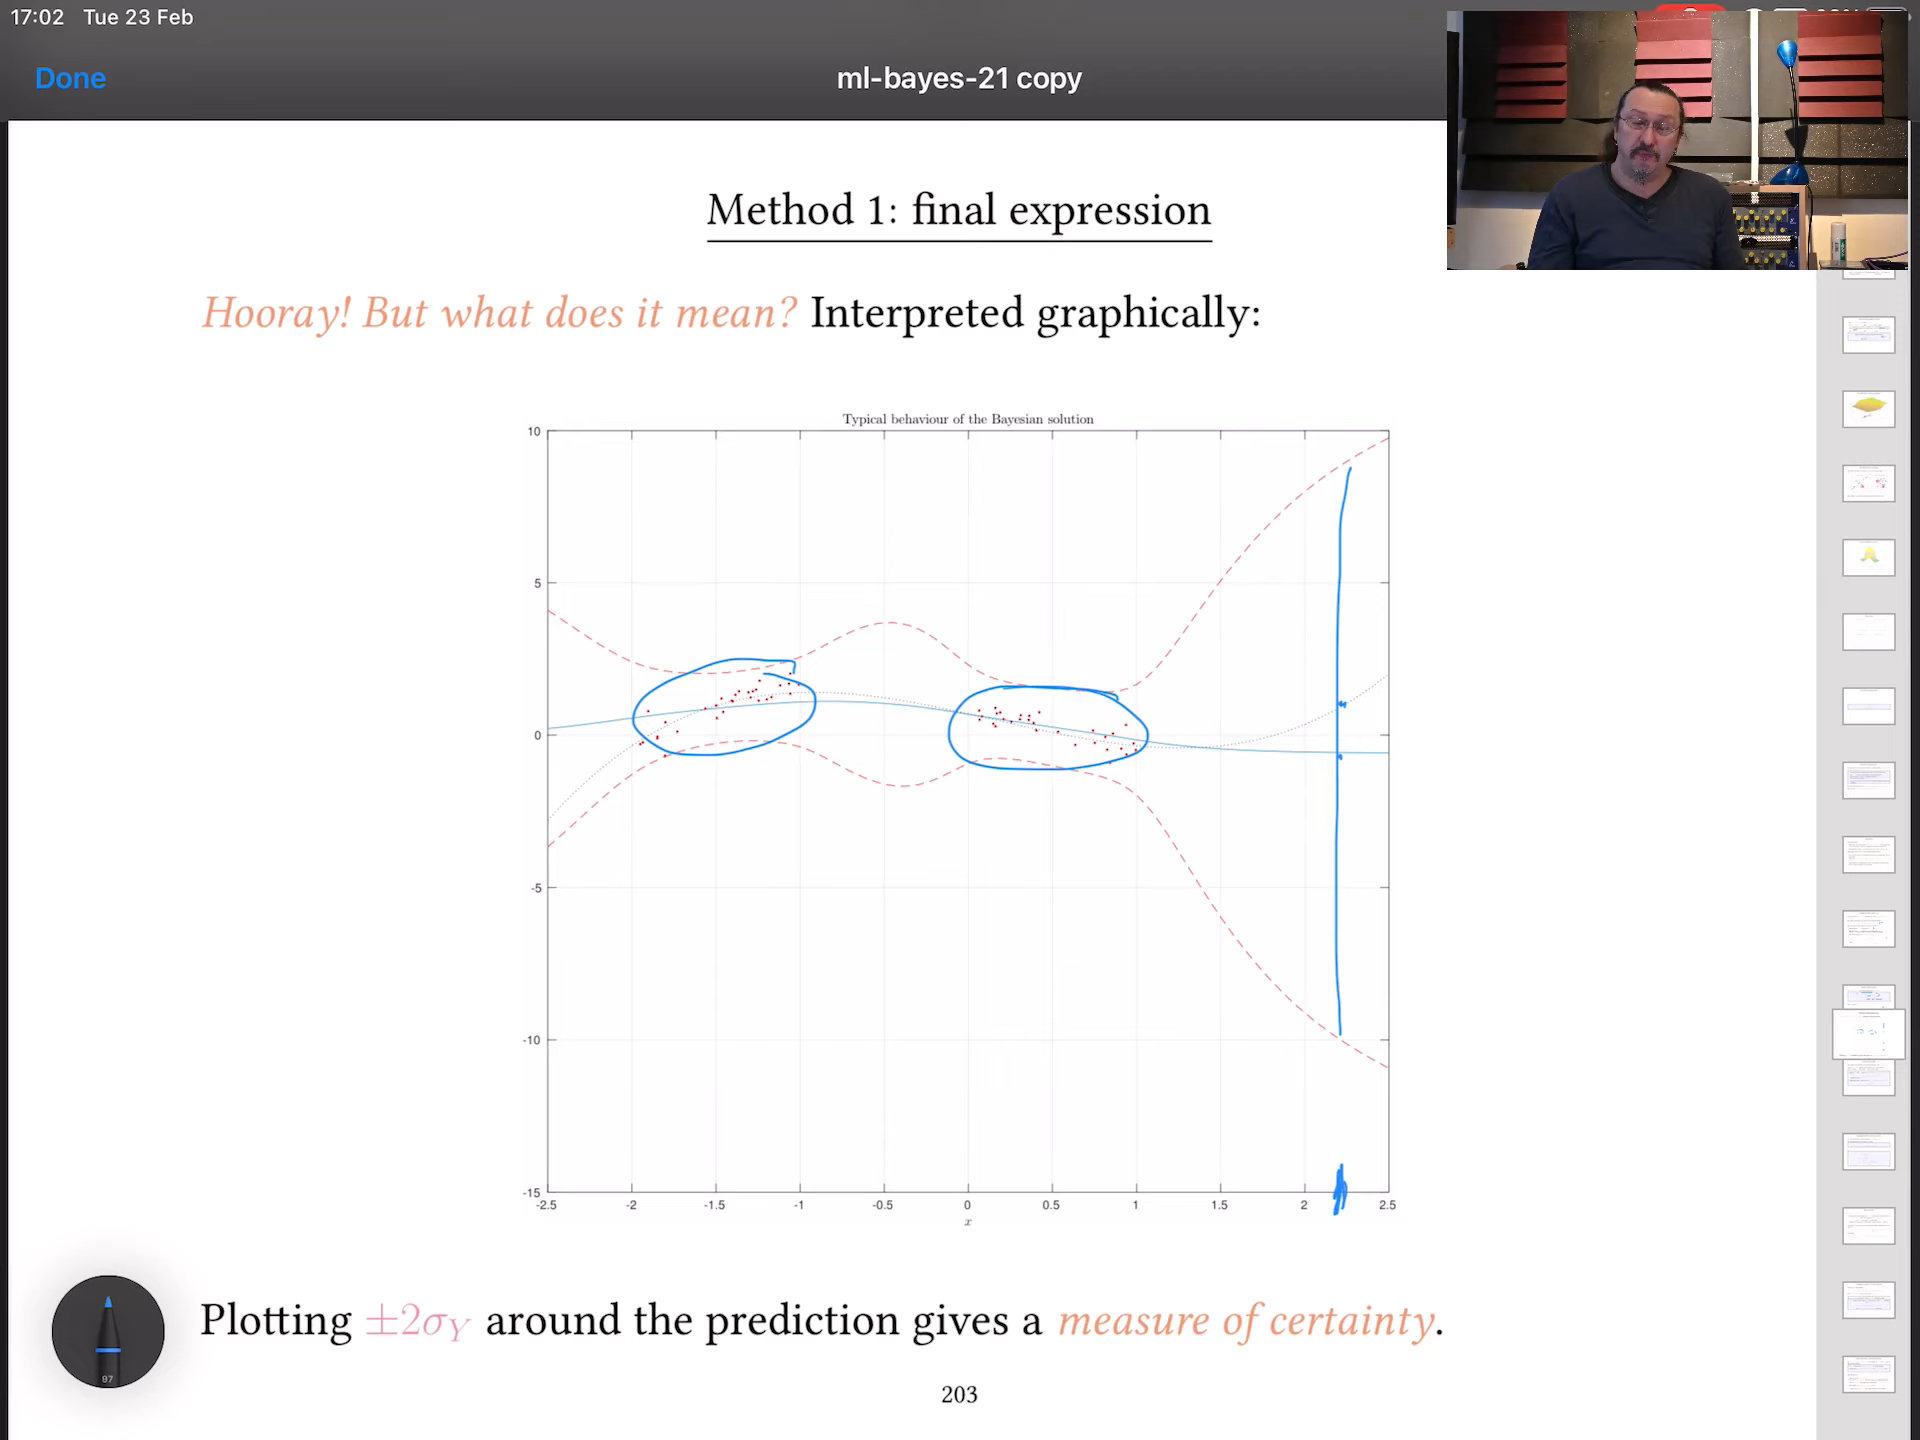 17:02 Tue 23 Feb
Done
ml-bayes-21 copy
Method 1: final expression
Hooray! But what does it mean? Interpreted graphically:
Typical behaviour of the Bayesian solution
10
5
0
-5
-10
-15
-2.5 -2 -1.5 -1 -0.5 0 0.5 1 1.5 2 2.5
x
Plotting ±2σY around the prediction gives a measure of certainty.
97
203